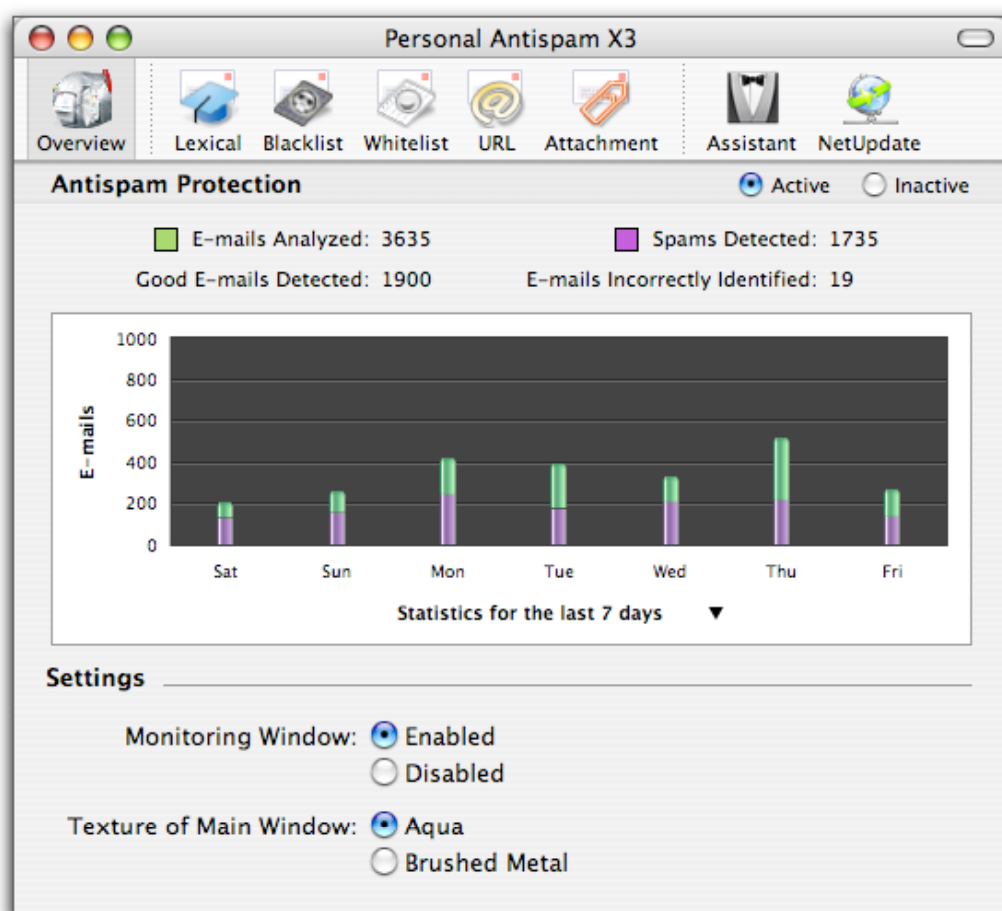 Personal Antispam X3
Overview Lexical Blacklist Whitelist URL Attachment Assistant NetUpdate
Antispam Protection Active Inactive
E-mails Analyzed: 3635 Spams Detected: 1735
Good E-mails Detected: 1900 E-mails Incorrectly Identified: 19
E-mails
1000
800
600
400
200
0
Sat Sun Mon Tue Wed Thu Fri
Statistics for the last 7 days ▼
Settings
Monitoring Window: Enabled
Disabled
Texture of Main Window: Aqua
Brushed Metal